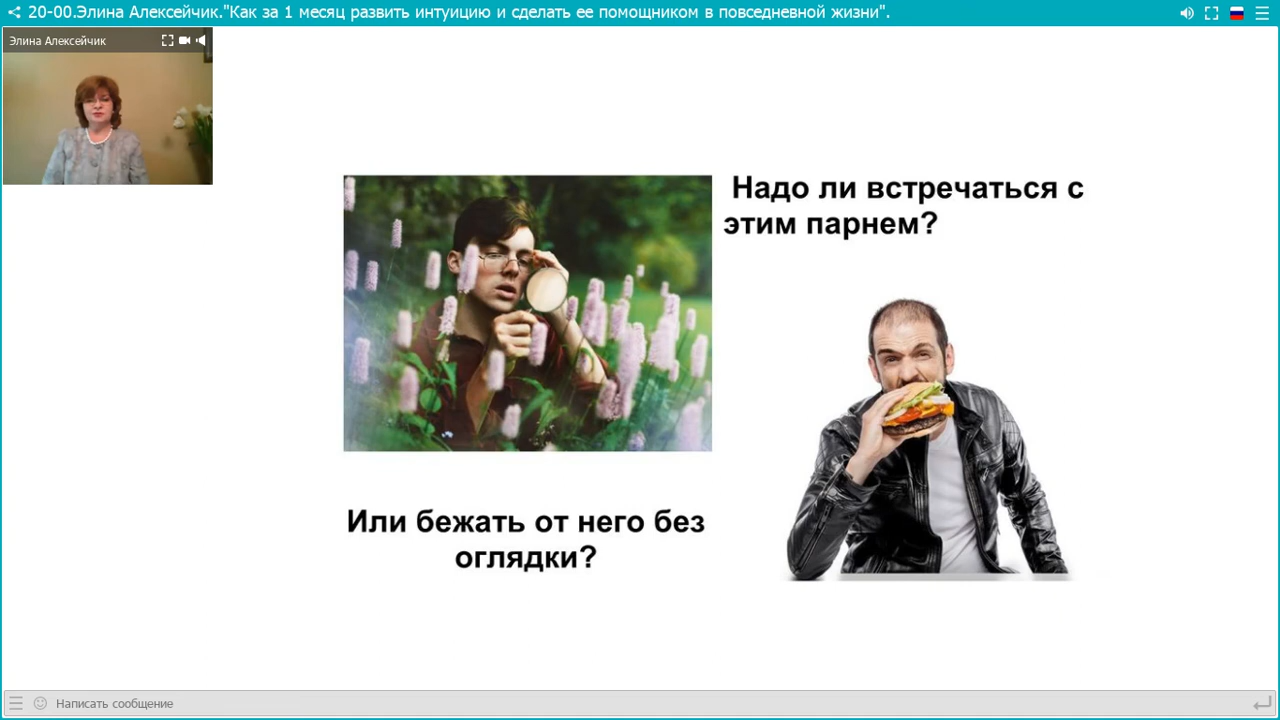 20-00.Элина Алексейчик."Как за 1 месяц развить интуицию и сделать ее помощником в повседневной жизни".
Элина Алексейчик
Надо ли встречаться с
этим парнем?
Или бежать от него без
оглядки?
Написать сообщение